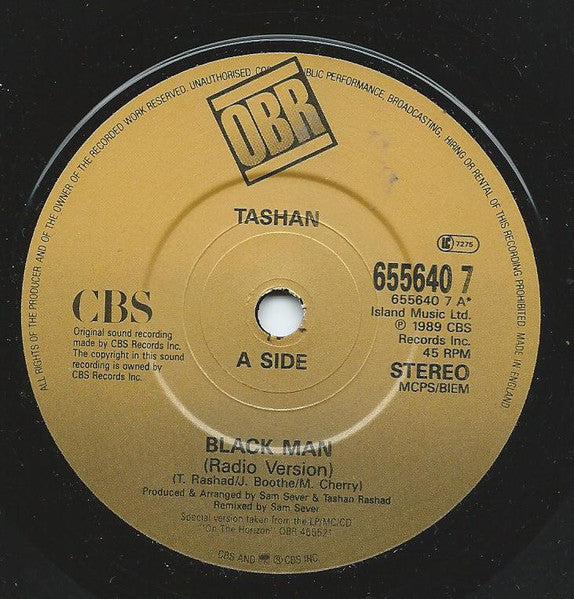 ALL RIGHTS OF THE PRODUCER AND OF THE OWNER OF THE RECORDED WORK RESERVED. UNAUTHORISED PUBLIC PERFORMANCE, BROADCASTING, HIRING OR RENTAL OF THIS RECORDING PROHIBITED. MADE IN ENGLAND
OBR
TASHAN
7275
655640 7
655640 7 A*
Island Music Ltd.
℗ 1989 CBS
Records Inc.
45 RPM
STEREO
MCPS/BIEM
CBS
Original sound recording
made by CBS Records Inc.
The copyright in this sound
recording is owned by
CBS Records Inc.
A SIDE
BLACK MAN
(Radio Version)
(T. Rashad/J. Boothe/M. Cherry)
Produced & Arranged by Sam Sever & Tashan Rashad
Remixed by Sam Sever
Special version taken from the LP/MC/CD
"On The Horizon" OBR
CBS AND ® CBS INC.